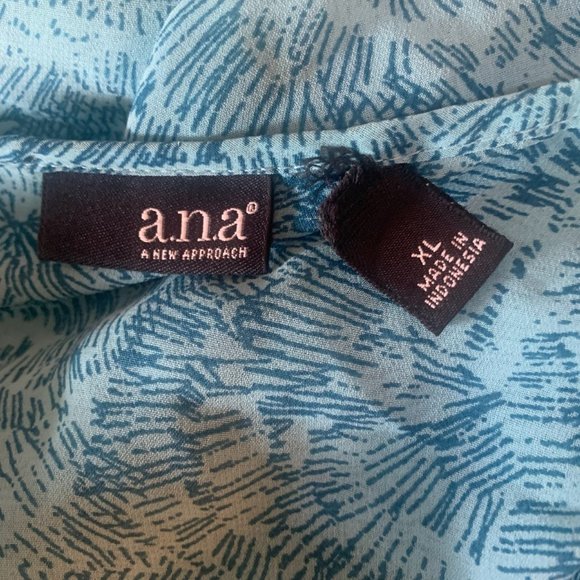 a.n.a®
A NEW APPROACH
XL
MADE IN
INDONESIA